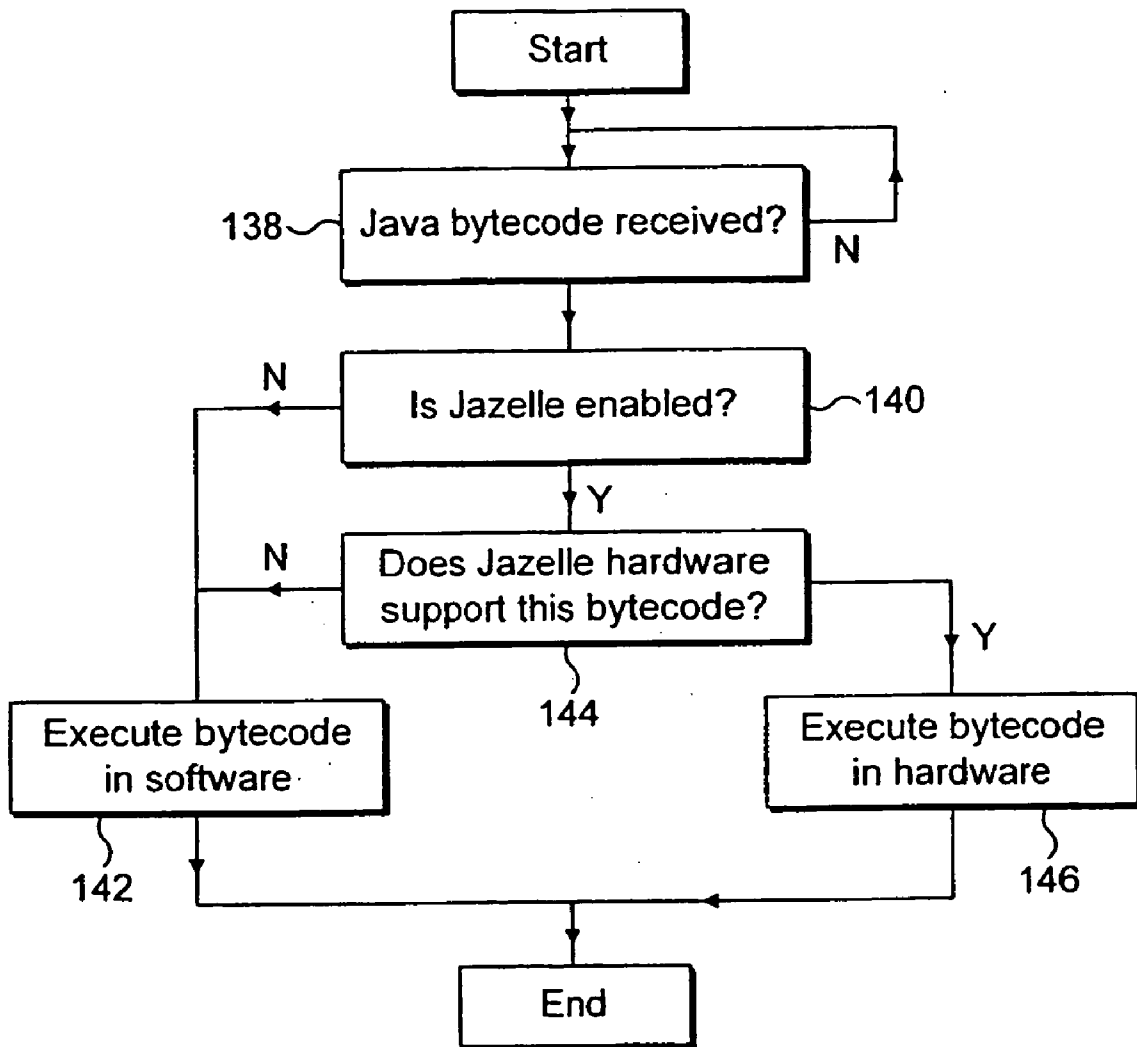 Start
138
Java bytecode received?
N
N
Is Jazelle enabled?
140
Y
N
Does Jazelle hardware
support this bytecode?
Y
144
Execute bytecode
in software
Execute bytecode
in hardware
142
146
End